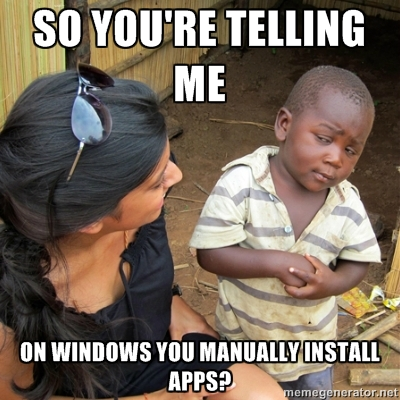 SO YOU'RE TELLING
ME
ON WINDOWS YOU MANUALLY INSTALL
APPS?
memegenerator.net